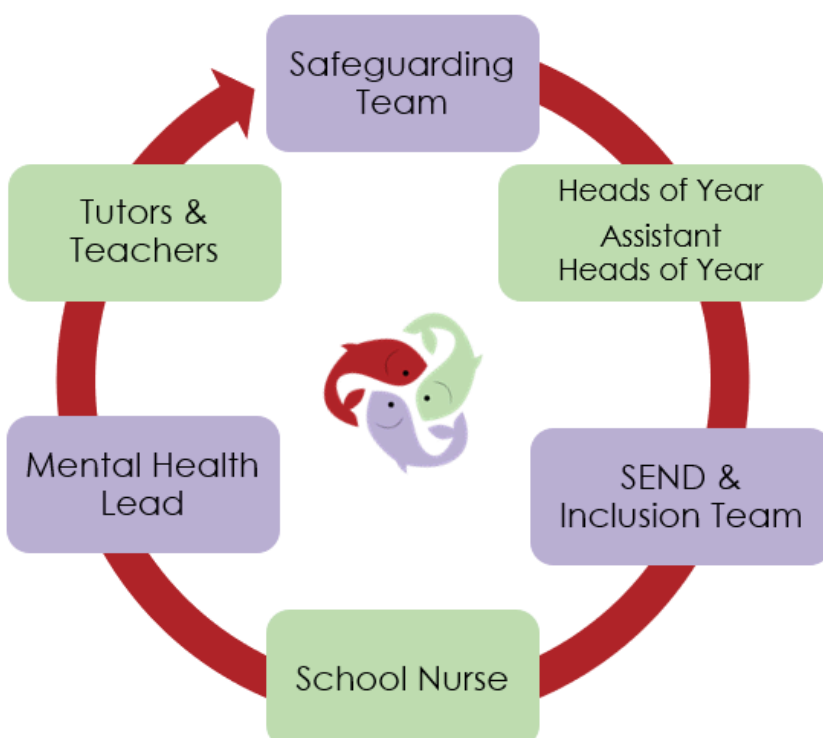 Safeguarding
Team
Heads of Year
Assistant
Heads of Year
SEND &
Inclusion Team
School Nurse
Mental Health
Lead
Tutors &
Teachers